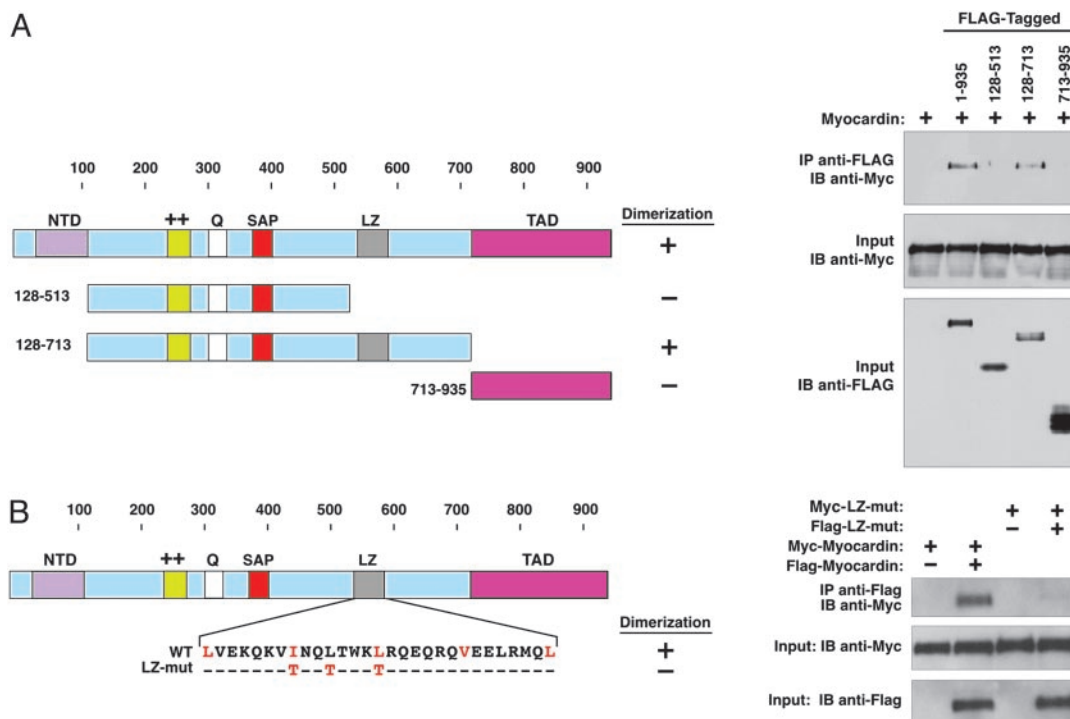 A
100 200 300 400 500 600 700 900
NTD ++ Q SAP LZ TAD
Dimerization
+
128-513
−
128-713
+
713-935
−
FLAG-Tagged
1-935 128-513 128-713 713-935
Myocardin: + + + + +
IP anti-FLAG
IB anti-Myc
Input
IB anti-Myc
Input
IB anti-FLAG
B
100 200 300 400 500 600 700 900
NTD ++ Q SAP LZ TAD
Dimerization
WT LVEKQKVINQLTWKLRQEQRQVEELRMQL +
LZ-mut -------T--T---T-------------- −
Myc-LZ-mut: + +
Flag-LZ-mut: − +
Myc-Myocardin: + +
Flag-Myocardin: − +
IP anti-Flag
IB anti-Myc
Input: IB anti-Myc
Input: IB anti-Flag